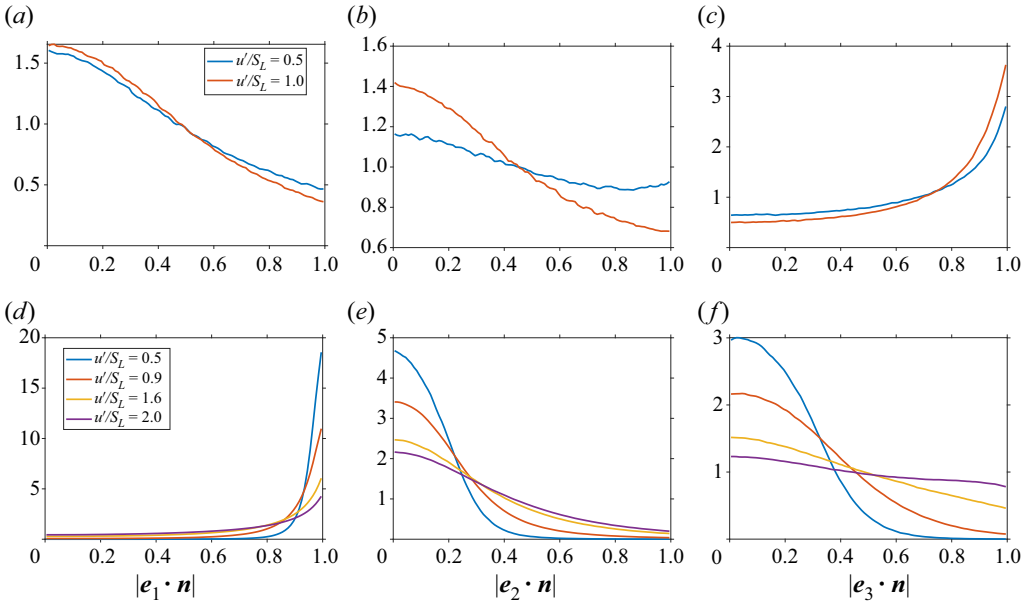 (a) (b) (c)
1.5 1.0 0.5 0 0.2 0.4 0.6 0.8 1.0
u′/S_L = 0.5
u′/S_L = 1.0
1.6 1.4 1.2 1.0 0.8 0.6 0 0.2 0.4 0.6 0.8 1.0
4 3 2 1 0 0.2 0.4 0.6 0.8 1.0
(d) (e) (f)
20 15 10 5 0 0.2 0.4 0.6 0.8 1.0
u′/S_L = 0.5
u′/S_L = 0.9
u′/S_L = 1.6
u′/S_L = 2.0
5 4 3 2 1 0 0.2 0.4 0.6 0.8 1.0
3 2 1 0 0.2 0.4 0.6 0.8 1.0
|e₁ · n| |e₂ · n| |e₃ · n|